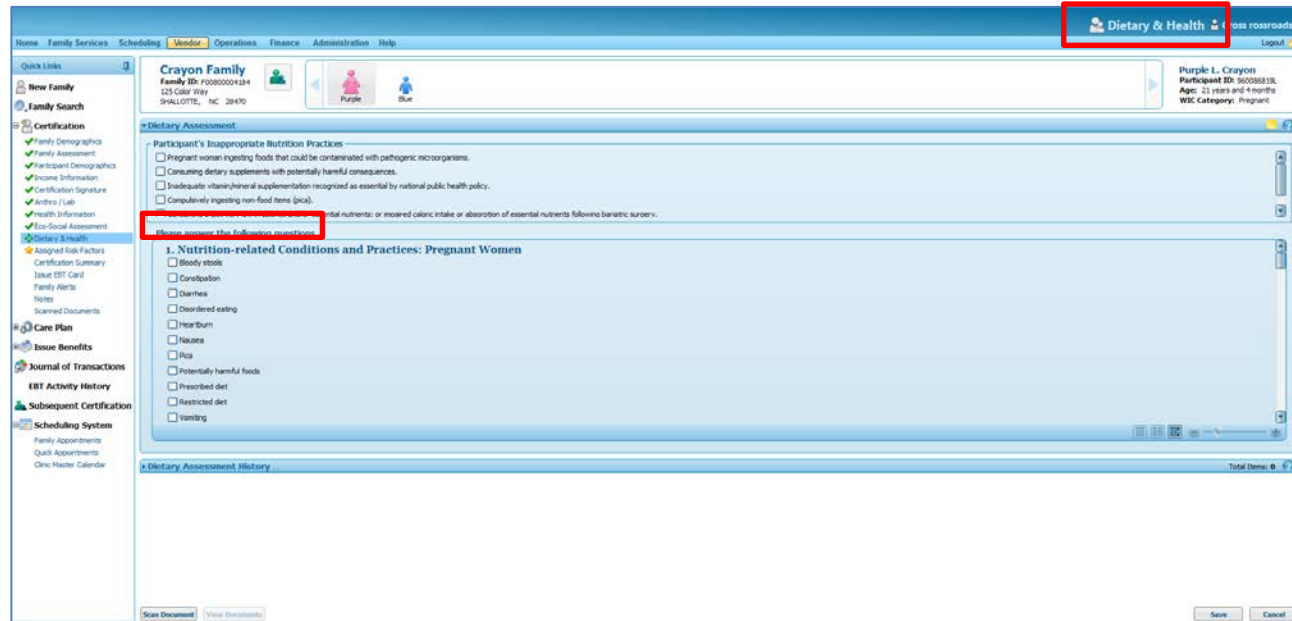 Dietary & Health Cross rossroads
Home Family Services Scheduling Vendor Operations Finance Administration Help
Logout
Quick Links
New Family
Family Search
Certification
Family Demographics
Family Assessment
Participant Demographics
Income Information
Certification Signature
Anthro / Lab
Health Information
Eco-Social Assessment
Dietary & Health
Assigned Risk Factors
Certification Summary
Issue EBT Card
Family Alerts
Notes
Scanned Documents
Care Plan
Issue Benefits
Journal of Transactions
EBT Activity History
Subsequent Certification
Scheduling System
Family Appointments
Quick Appointments
Clinic Master Calendar
Crayon Family
Family ID: F00800004194
125 Color Way
SHALLOTTE, NC 28470
Purple
Blue
Purple L. Crayon
Participant ID: 960086819L
Age: 21 years and 4 months
WIC Category: Pregnant
Dietary Assessment
Participant's Inappropriate Nutrition Practices
Pregnant woman ingesting foods that could be contaminated with pathogenic microorganisms.
Consuming dietary supplements with potentially harmful consequences.
Inadequate vitamin/mineral supplementation recognized as essential by national public health policy.
Compulsively ingesting non-food items (pica).
nutrients: or impaired caloric intake or absorption of essential nutrients following bariatric surgery.
Please answer the following questions
1. Nutrition-related Conditions and Practices: Pregnant Women
Bloody stools
Constipation
Diarrhea
Disordered eating
Heartburn
Nausea
Pica
Potentially harmful foods
Prescribed diet
Restricted diet
Vomiting
Dietary Assessment History
Total Items: 0
Scan Document View Documents
Save Cancel